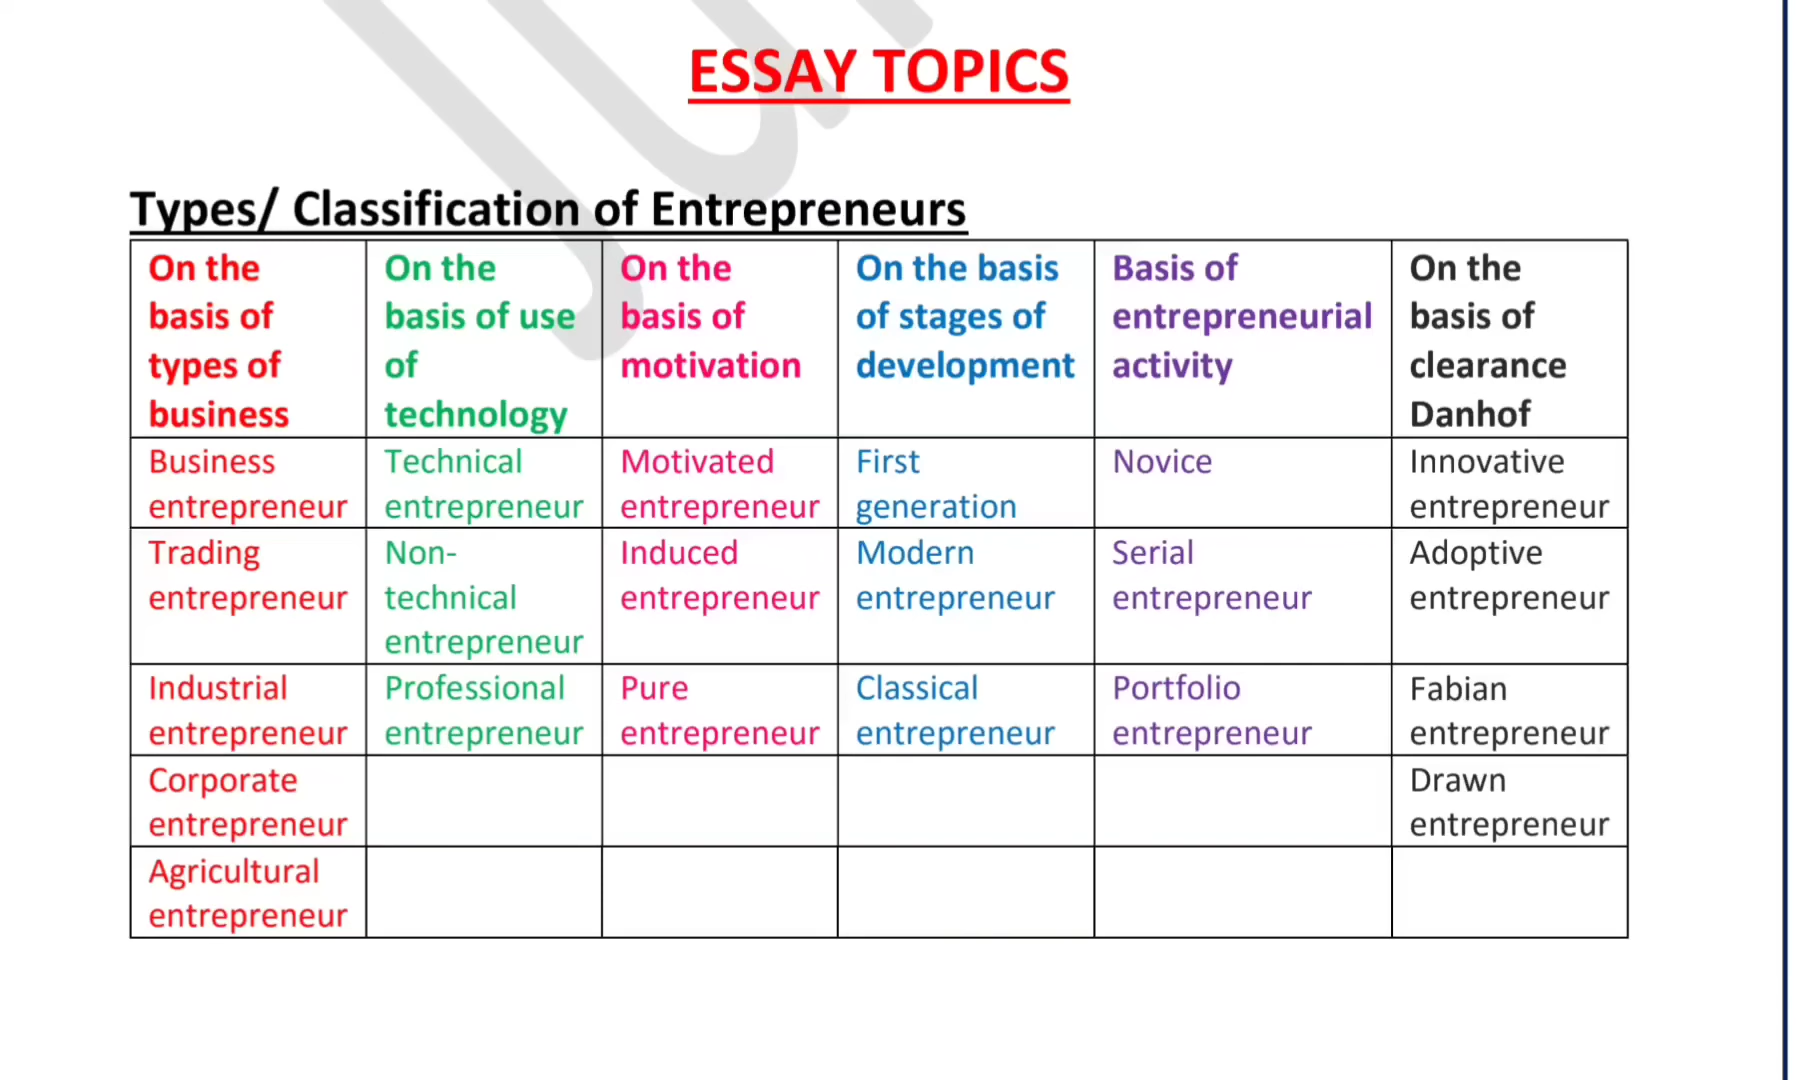 ESSAY TOPICS
Types/ Classification of Entrepreneurs
On the basis of types of business
On the basis of use of technology
On the basis of motivation
On the basis of stages of development
Basis of entrepreneurial activity
On the basis of clearance Danhof
Business entrepreneur
Technical entrepreneur
Motivated entrepreneur
First generation
Novice
Innovative entrepreneur
Trading entrepreneur
Non-technical entrepreneur
Induced entrepreneur
Modern entrepreneur
Serial entrepreneur
Adoptive entrepreneur
Industrial entrepreneur
Professional entrepreneur
Pure entrepreneur
Classical entrepreneur
Portfolio entrepreneur
Fabian entrepreneur
Corporate entrepreneur
Drawn entrepreneur
Agricultural entrepreneur